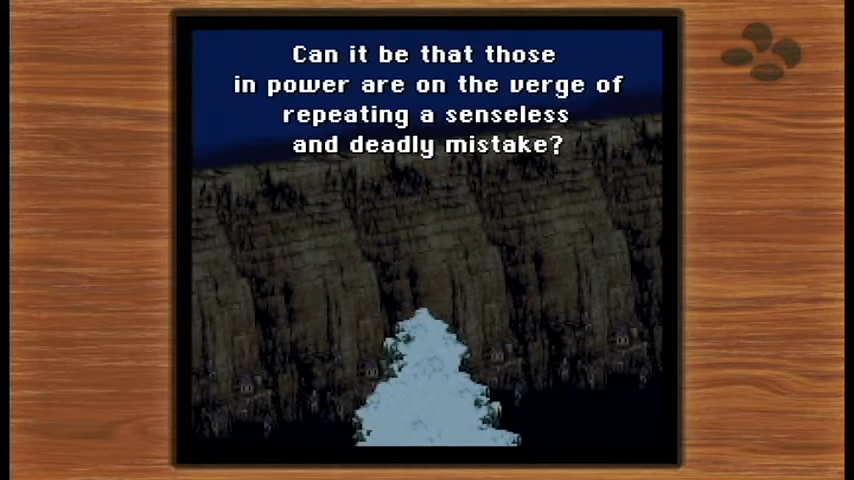 Can it be that those
in power are on the verge of
repeating a senseless
and deadly mistake?